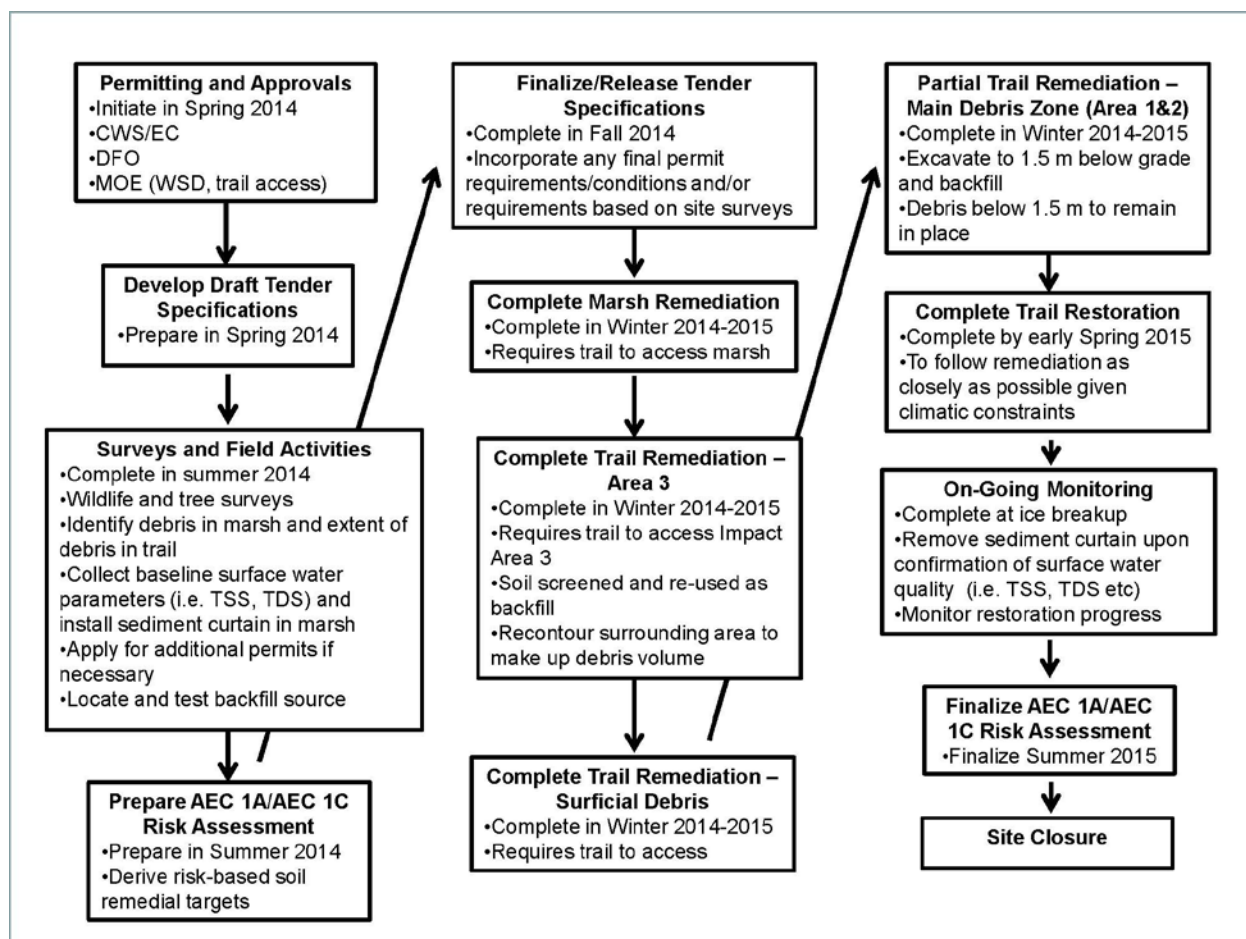 Permitting and Approvals
•Initiate in Spring 2014
•CWS/EC
•DFO
•MOE (WSD, trail access)
Develop Draft Tender
Specifications
•Prepare in Spring 2014
Surveys and Field Activities
•Complete in summer 2014
•Wildlife and tree surveys
•Identify debris in marsh and extent of
debris in trail
•Collect baseline surface water
parameters (i.e. TSS, TDS) and
install sediment curtain in marsh
•Apply for additional permits if
necessary
•Locate and test backfill source
Prepare AEC 1A/AEC 1C
Risk Assessment
•Prepare in Summer 2014
•Derive risk-based soil
remedial targets
Finalize/Release Tender
Specifications
•Complete in Fall 2014
•Incorporate any final permit
requirements/conditions and/or
requirements based on site surveys
Complete Marsh Remediation
•Complete in Winter 2014-2015
•Requires trail to access marsh
Complete Trail Remediation –
Area 3
•Complete in Winter 2014-2015
•Requires trail to access Impact
Area 3
•Soil screened and re-used as
backfill
•Recontour surrounding area to
make up debris volume
Complete Trail Remediation –
Surficial Debris
•Complete in Winter 2014-2015
•Requires trail to access
Partial Trail Remediation –
Main Debris Zone (Area 1&2)
•Complete in Winter 2014-2015
•Excavate to 1.5 m below grade
and backfill
•Debris below 1.5 m to remain
in place
Complete Trail Restoration
•Complete by early Spring 2015
•To follow remediation as
closely as possible given
climatic constraints
On-Going Monitoring
•Complete at ice breakup
•Remove sediment curtain upon
confirmation of surface water
quality (i.e. TSS, TDS etc)
•Monitor restoration progress
Finalize AEC 1A/AEC
1C Risk Assessment
•Finalize Summer 2015
Site Closure